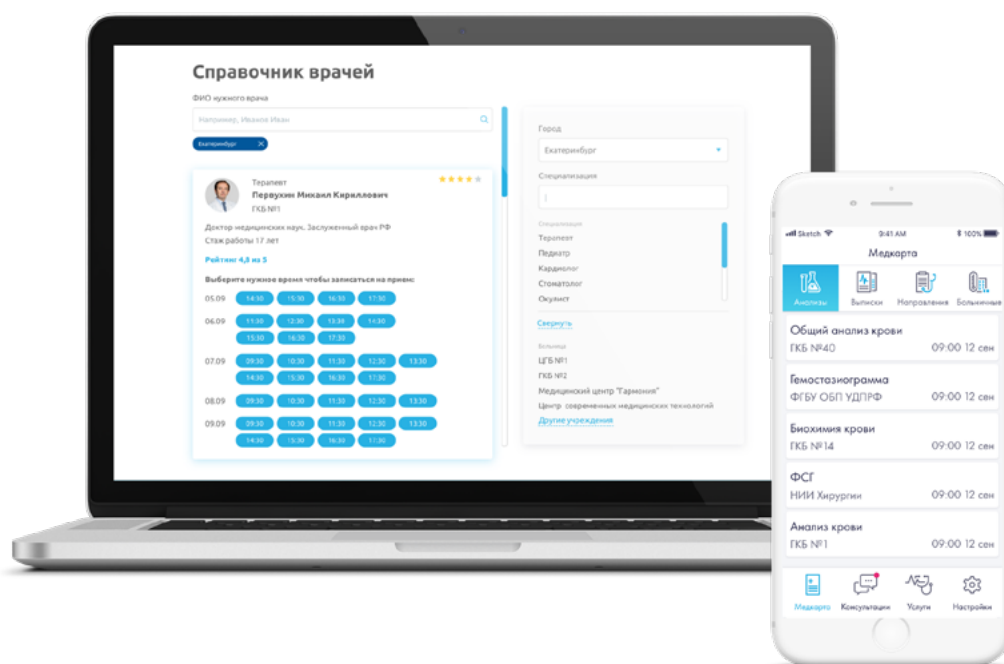 Справочник врачей
ФИО нужного врача
Например, Иванов Иван
Екатеринбург
Терапевт
Первухин Михаил Кириллович
ГКБ №1
Доктор медицинских наук. Заслуженный врач РФ
Стаж работы 17 лет
Рейтинг 4,8 из 5
Выберите нужное время чтобы записаться на прием:
05.09 14:30 15:30 16:30 17:30
06.09 11:30 12:30 13:30 14:30
15:30 16:30 17:30
07.09 09:30 10:30 11:30 12:30 13:30
14:30 15:30 16:30 17:30
08.09 09:30 10:30 11:30 12:30 13:30
09.09 09:30 10:30 11:30 12:30 13:30
14:30 15:30 16:30 17:30
Город
Екатеринбург
Специализация
Специализация
Терапевт
Педиатр
Кардиолог
Стоматолог
Окулист
Свернуть
Больница
ЦГБ №1
ГКБ №2
Медицинский центр "Гармония"
Центр современных медицинских технологий
Другие учреждения
Sketch 9:41 AM 100%
Медкарта
Анализы Выписки Направления Больничные
Общий анализ крови
ГКБ №40 09:00 12 сен
Гемостазиограмма
ФГБУ ОБП УДПРФ 09:00 12 сен
Биохимия крови
ГКБ №14 09:00 12 сен
ФСГ
НИИ Хирургии 09:00 12 сен
Анализ крови
ГКБ №1 09:00 12 сен
Медкарта Консультации Услуги Настройки